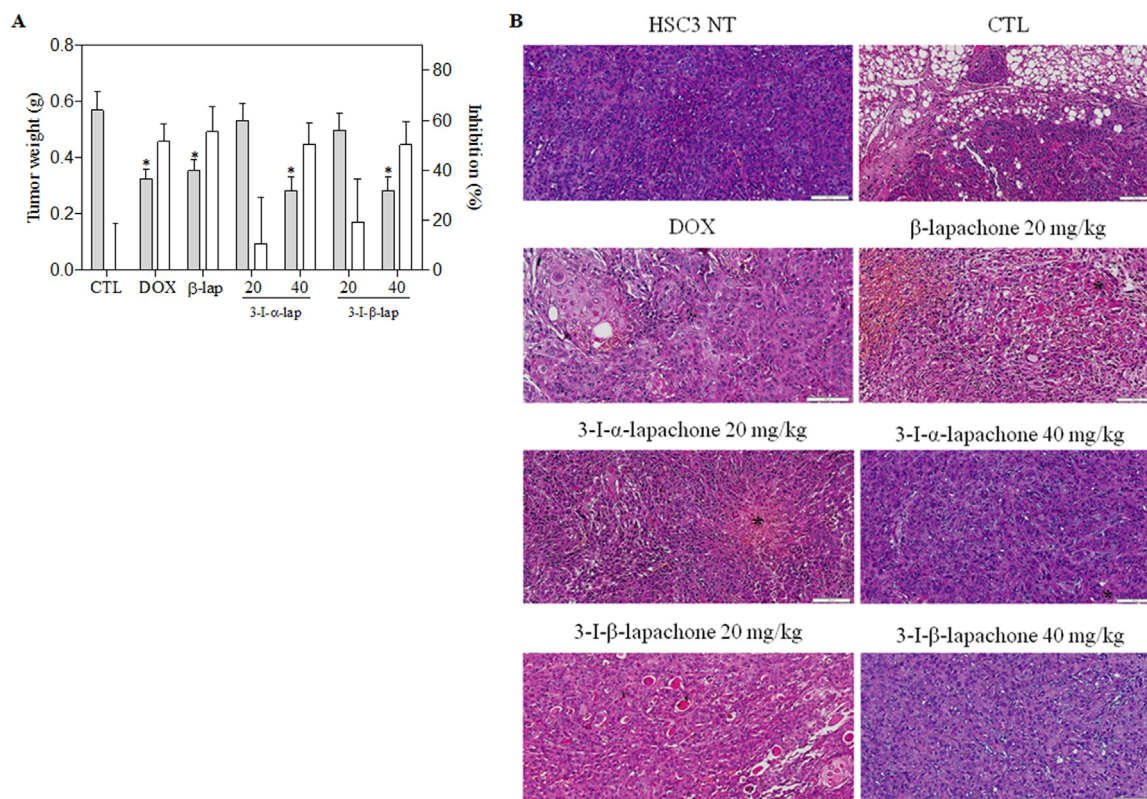 A
B
HSC3 NT
CTL
0.8
0.6
0.4
0.2
0.0
Tumor weight (g)
80
60
40
20
0
Inhibition (%)
*
*
*
*
CTL
DOX
β-lap
20
40
20
40
3-I-α-lap
3-I-β-lap
DOX
β-lapachone 20 mg/kg
*
3-I-α-lapachone 20 mg/kg
3-I-α-lapachone 40 mg/kg
*
*
3-I-β-lapachone 20 mg/kg
3-I-β-lapachone 40 mg/kg